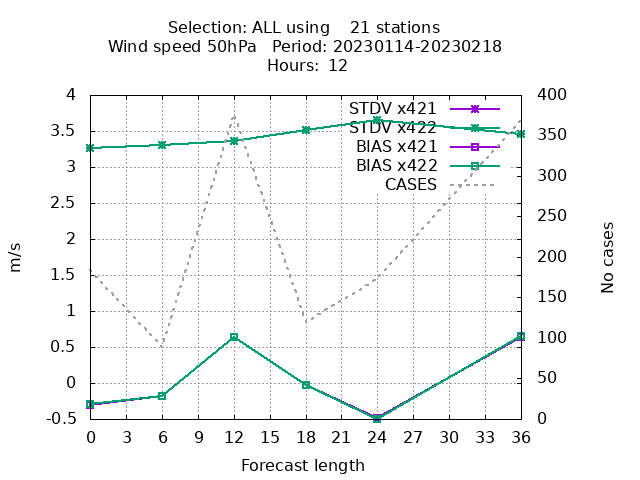 Selection: ALL using    21 stations
Wind speed 50hPa   Period: 20230114-20230218
Hours:  12
4
3.5
3
2.5
2
1.5
1
0.5
0
-0.5
m/s
400
350
300
250
200
150
100
50
0
No cases
STDV x421
STDV x422
BIAS x421
BIAS x422
CASES
0 3 6 9 12 15 18 21 24 27 30 33 36
Forecast length